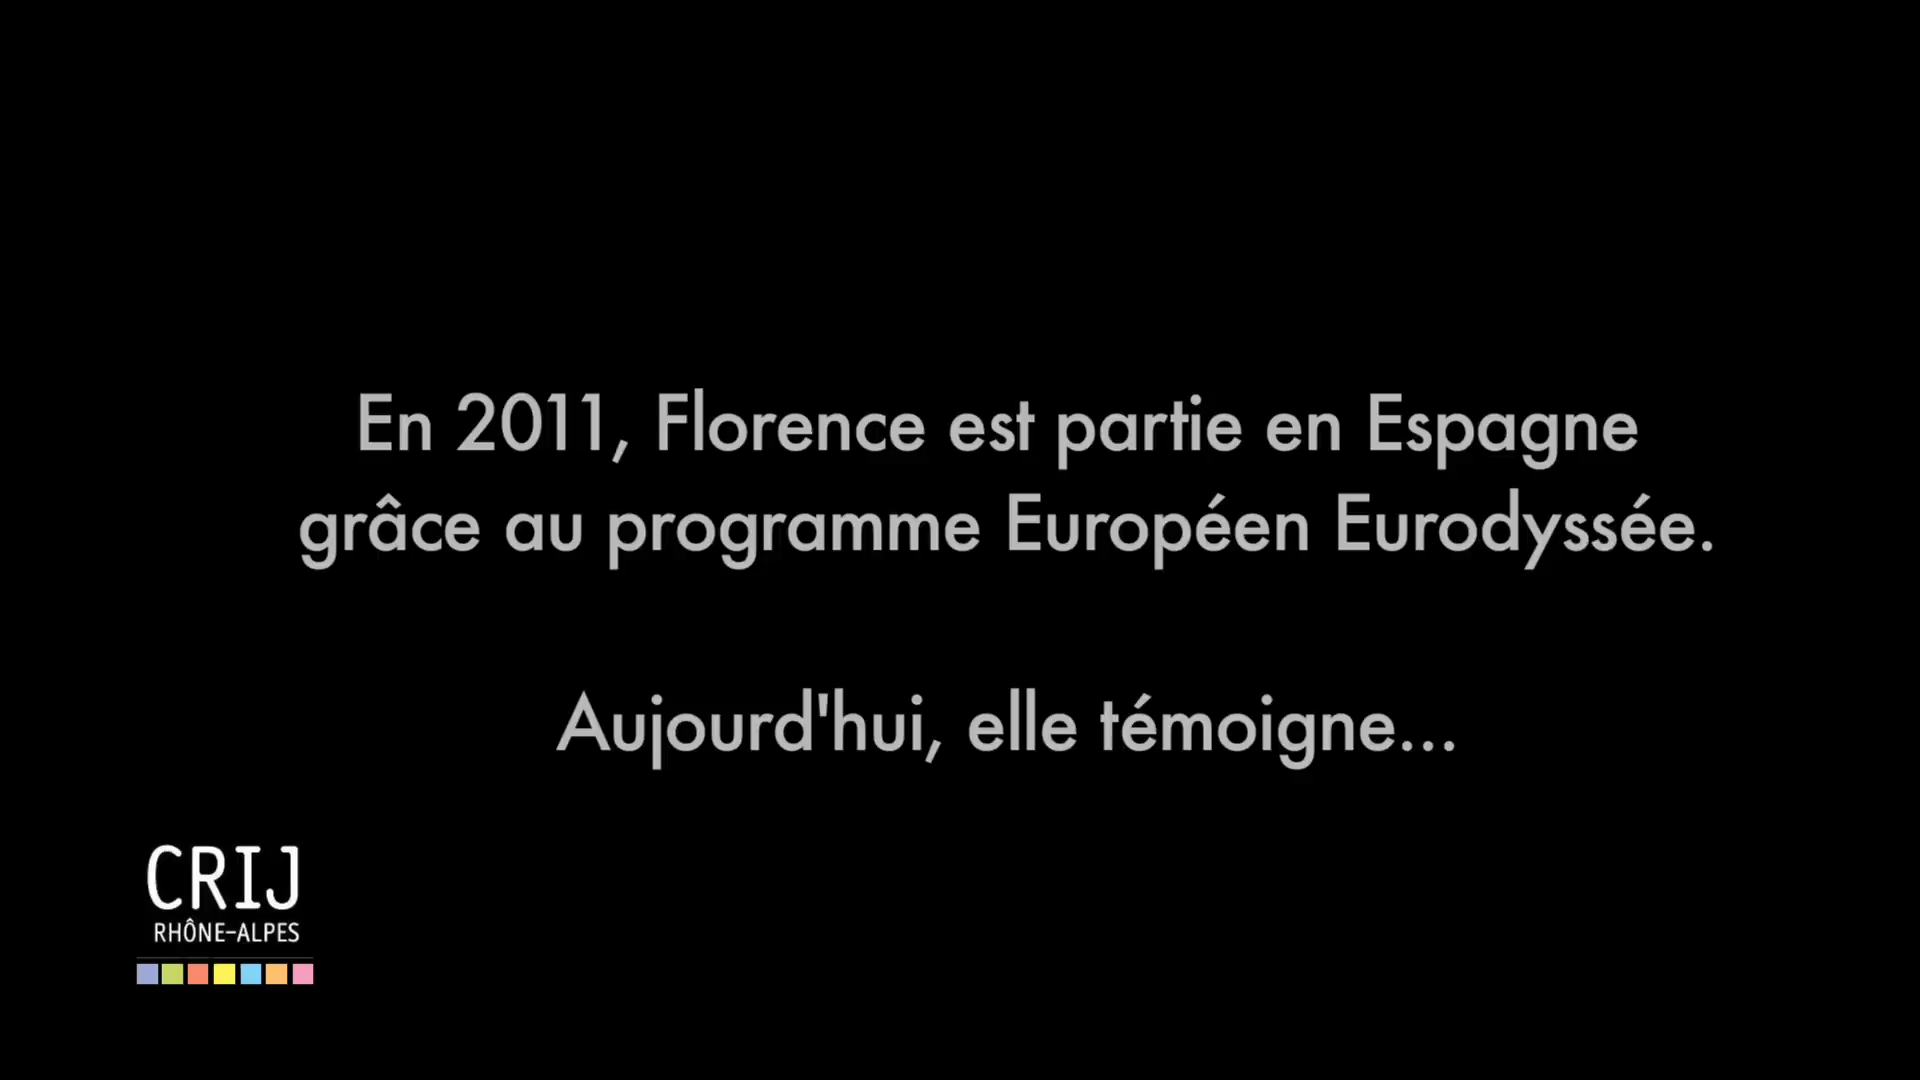 En 2011, Florence est partie en Espagne
grâce au programme Européen Eurodyssée.
Aujourd'hui, elle témoigne...
CRIJ
RHÔNE-ALPES